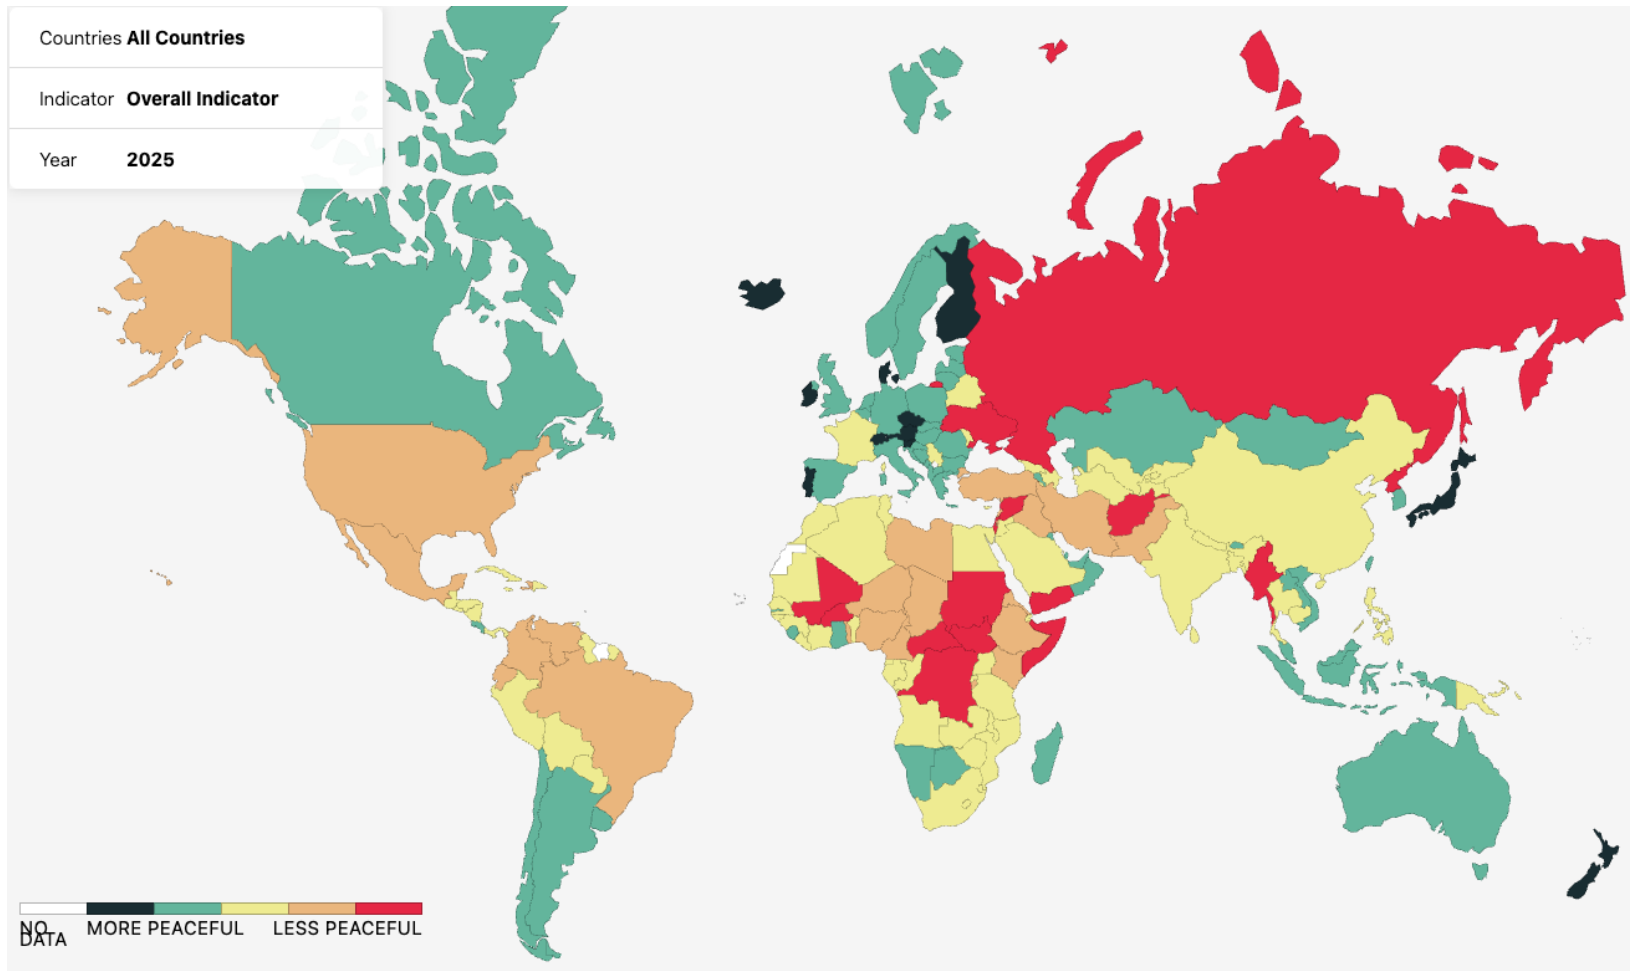 Countries All Countries
Indicator Overall Indicator
Year 2025
NO DATA
MORE PEACEFUL
LESS PEACEFUL